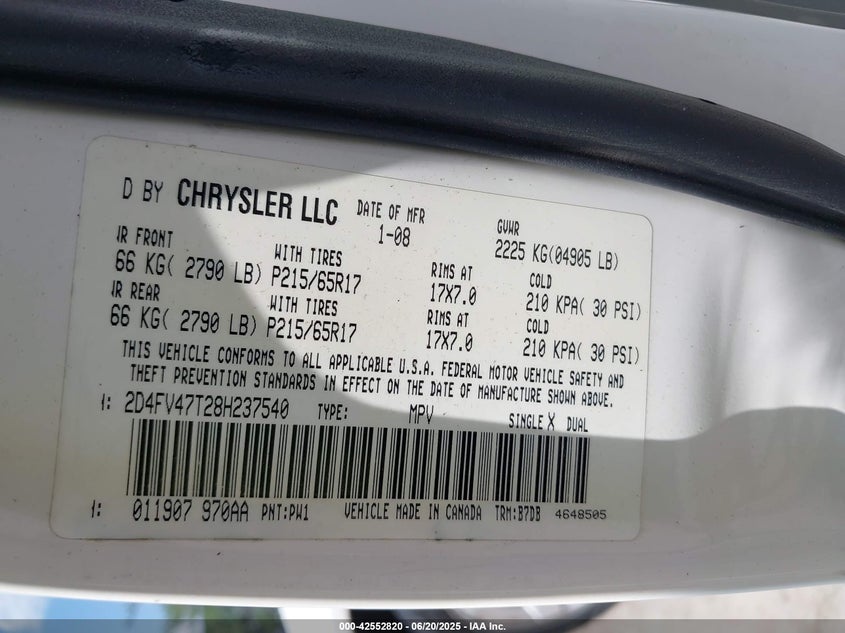 D BY CHRYSLER LLC DATE OF MFR 1-08 GVWR 2225 KG(04905 LB)
WR FRONT WITH TIRES RIMS AT COLD
66 KG( 2790 LB) P215/65R17 17X7.0 210 KPA( 30 PSI)
WR REAR WITH TIRES RIMS AT COLD
66 KG( 2790 LB) P215/65R17 17X7.0 210 KPA( 30 PSI)
THIS VEHICLE CONFORMS TO ALL APPLICABLE U.S.A. FEDERAL MOTOR VEHICLE SAFETY AND
THEFT PREVENTION STANDARDS IN EFFECT ON THE DATE OF MANUFACTURE SHOWN ABOVE.
: 2D4FV47T28H237540 TYPE: MPV SINGLE X DUAL
: 011907 970AA PNT:PW1 VEHICLE MADE IN CANADA TRM:B7DB 4648505
000-42552820 - 06/20/2025 - IAA Inc.